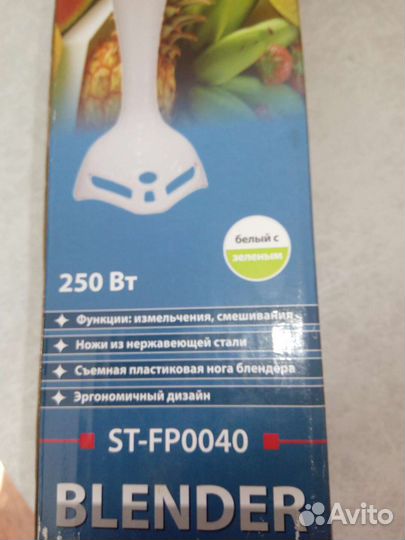 белый с
зеленым
250 Вт
Функции: измельчения, смешивания
Ножи из нержавеющей стали
Съемная пластиковая нога блендера
Эргономичный дизайн
ST-FP0040
BLENDER
Avito